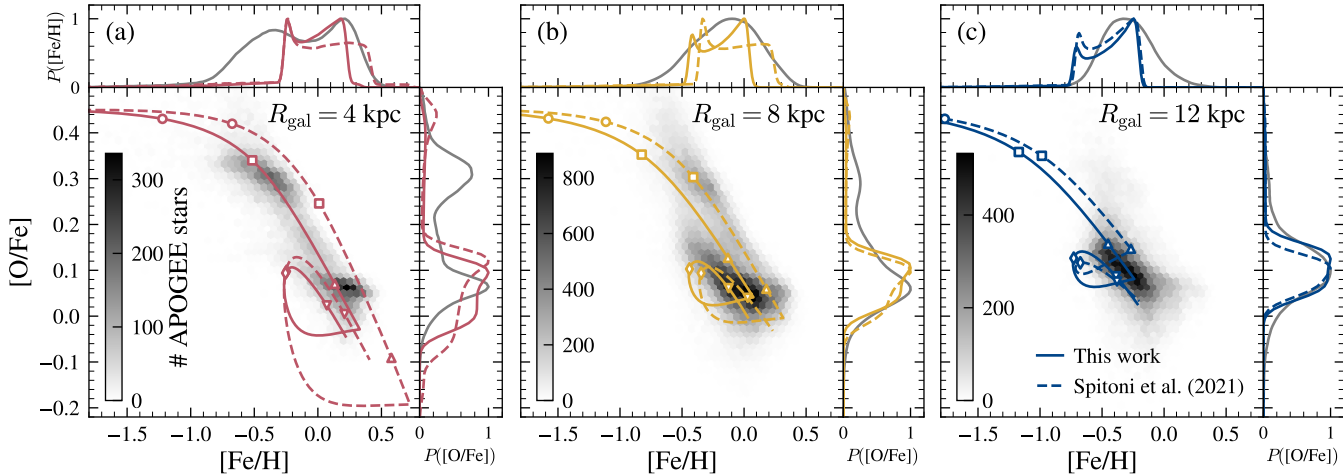 (a)
(b)
(c)
P([Fe/H])
1
0
R_gal = 4 kpc
R_gal = 8 kpc
R_gal = 12 kpc
0.4
0.3
0.2
0.1
0.0
−0.1
−0.2
[O/Fe]
300
200
100
0
# APOGEE stars
800
600
400
200
0
400
200
0
This work
Spitoni et al. (2021)
−1.5 −1.0 −0.5 0.0 0.5
0 1
−1.5 −1.0 −0.5 0.0 0.5
0 1
−1.5 −1.0 −0.5 0.0 0.5
0 1
[Fe/H]
P([O/Fe])
[Fe/H]
P([O/Fe])
[Fe/H]
P([O/Fe])